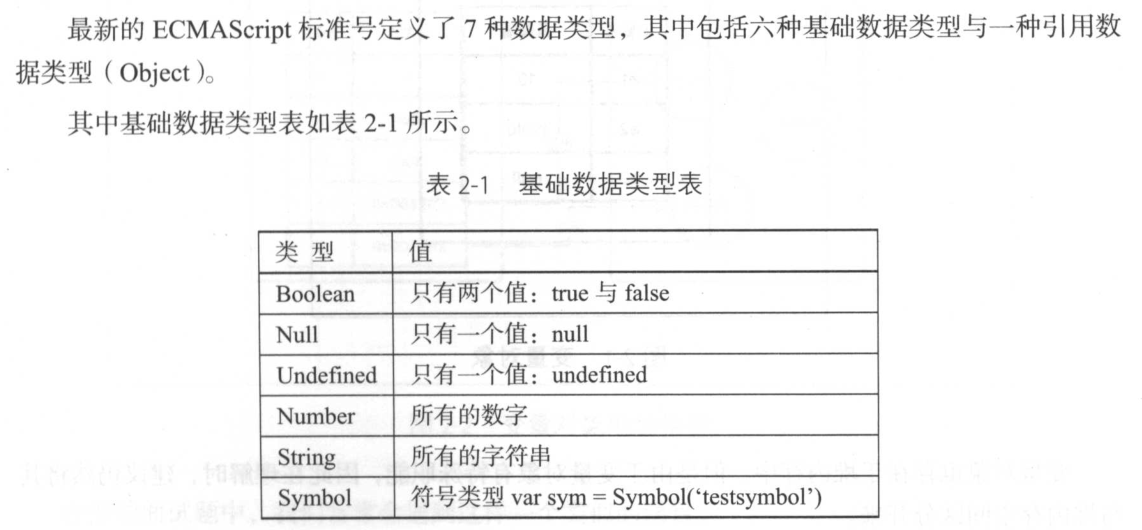 最新的 ECMAScript 标准号定义了 7 种数据类型，其中包括六种基础数据类型与一种引用数
据类型（Object）。
其中基础数据类型表如表 2-1 所示。
表 2-1 基础数据类型表
类 型 值
Boolean 只有两个值：true 与 false
Null 只有一个值：null
Undefined 只有一个值：undefined
Number 所有的数字
String 所有的字符串
Symbol 符号类型 var sym = Symbol(‘testsymbol’)